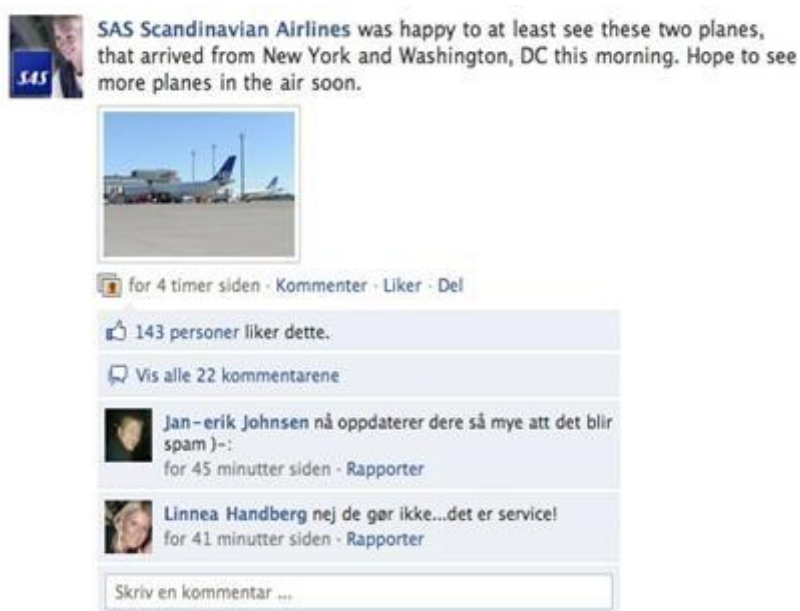 SAS Scandinavian Airlines was happy to at least see these two planes,
that arrived from New York and Washington, DC this morning. Hope to see
more planes in the air soon.
SAS
for 4 timer siden · Kommenter · Liker · Del
143 personer liker dette.
Vis alle 22 kommentarene
Jan-erik Johnsen nå oppdaterer dere så mye att det blir
spam )-:
for 45 minutter siden · Rapporter
Linnea Handberg nej de gør ikke...det er service!
for 41 minutter siden · Rapporter
Skriv en kommentar ...